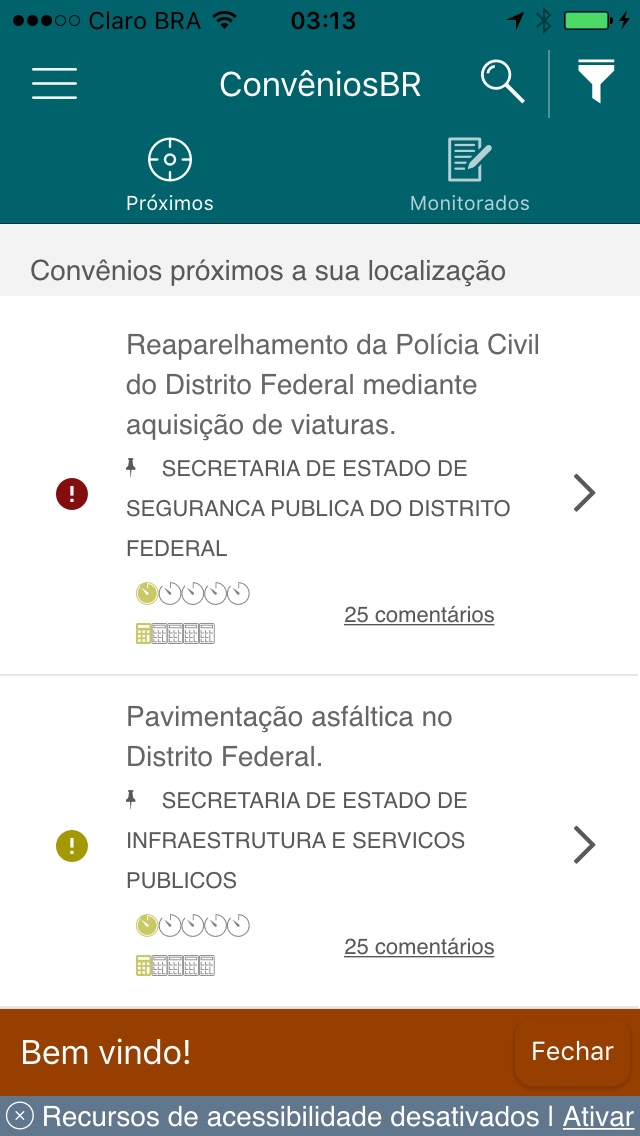 Claro BRA 03:13
ConvêniosBR
Próximos Monitorados
Convênios próximos a sua localização
Reaparelhamento da Polícia Civil
do Distrito Federal mediante
aquisição de viaturas.
SECRETARIA DE ESTADO DE
SEGURANCA PUBLICA DO DISTRITO
FEDERAL
25 comentários
Pavimentação asfáltica no
Distrito Federal.
SECRETARIA DE ESTADO DE
INFRAESTRUTURA E SERVICOS
PUBLICOS
25 comentários
Bem vindo! Fechar
Recursos de acessibilidade desativados | Ativar